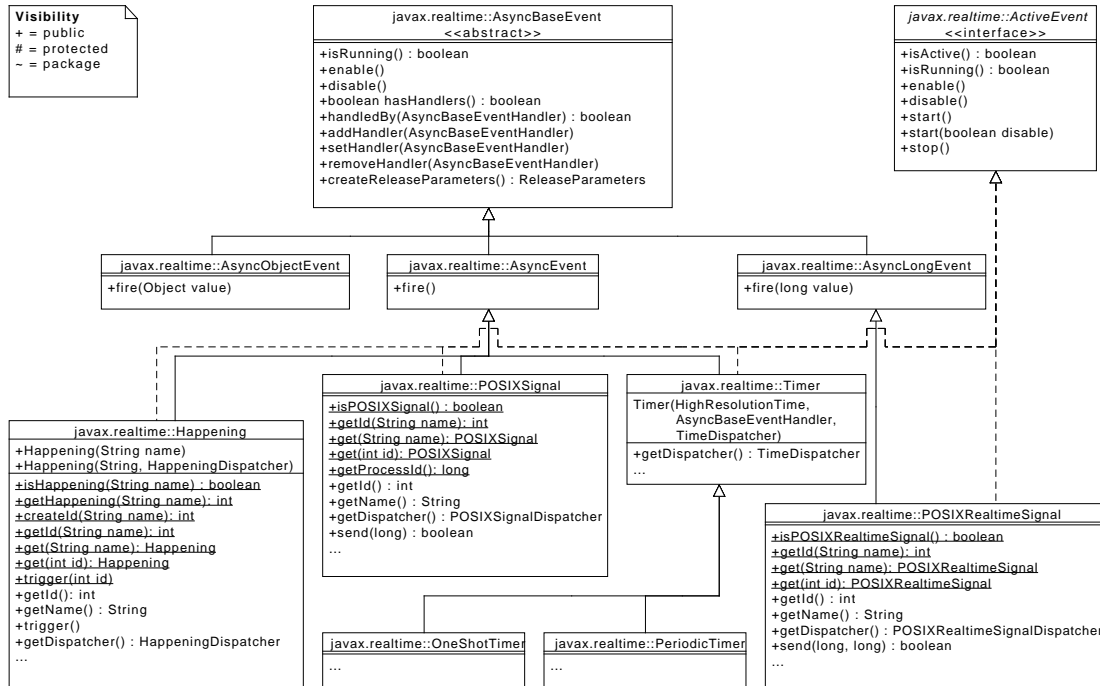 Visibility
+ = public
# = protected
~ = package
javax.realtime::AsyncBaseEvent
<<abstract>>
+isRunning() : boolean
+enable()
+disable()
+boolean hasHandlers() : boolean
+handledBy(AsyncBaseEventHandler) : boolean
+addHandler(AsyncBaseEventHandler)
+setHandler(AsyncBaseEventHandler)
+removeHandler(AsyncBaseEventHandler)
+createReleaseParameters() : ReleaseParameters
javax.realtime::ActiveEvent
<<interface>>
+isActive() : boolean
+isRunning() : boolean
+enable()
+disable()
+start()
+start(boolean disable)
+stop()
javax.realtime::AsyncObjectEvent
+fire(Object value)
javax.realtime::AsyncEvent
+fire()
javax.realtime::AsyncLongEvent
+fire(long value)
javax.realtime::Happening
+Happening(String name)
+Happening(String, HappeningDispatcher)
+isHappening(String name) : boolean
+getHappening(String name): int
+createId(String name): int
+getId(String name): int
+get(String name): Happening
+get(int id): Happening
+trigger(int id)
+getId(): int
+getName() : String
+trigger()
+getDispatcher() : HappeningDispatcher
...
javax.realtime::POSIXSignal
+isPOSIXSignal() : boolean
+getId(String name): int
+get(String name): POSIXSignal
+get(int id): POSIXSignal
+getProcessId(): long
+getId() : int
+getName() : String
+getDispatcher() : POSIXSignalDispatcher
+send(long) : boolean
...
javax.realtime::Timer
Timer(HighResolutionTime,
AsyncBaseEventHandler,
TimeDispatcher)
+getDispatcher() : TimeDispatcher
...
javax.realtime::POSIXRealtimeSignal
+isPOSIXRealtimeSignal() : boolean
+getId(String name): int
+get(String name): POSIXRealtimeSignal
+get(int id): POSIXRealtimeSignal
+getId() : int
+getName() : String
+getDispatcher() : POSIXRealtimeSignalDispatcher
+send(long, long) : boolean
...
javax.realtime::OneShotTimer
...
javax.realtime::PeriodicTimer
...